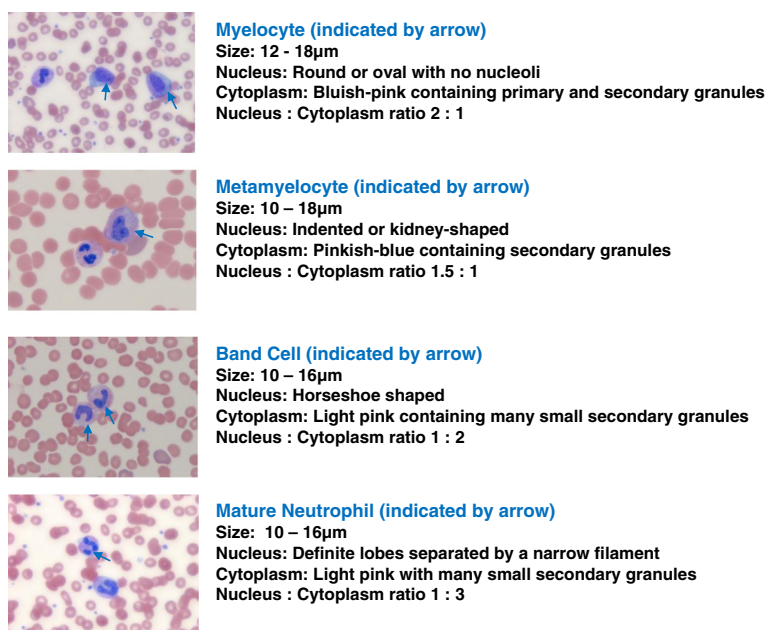 Myelocyte (indicated by arrow)
Size: 12 - 18µm
Nucleus: Round or oval with no nucleoli
Cytoplasm: Bluish-pink containing primary and secondary granules
Nucleus : Cytoplasm ratio 2 : 1
Metamyelocyte (indicated by arrow)
Size: 10 – 18µm
Nucleus: Indented or kidney-shaped
Cytoplasm: Pinkish-blue containing secondary granules
Nucleus : Cytoplasm ratio 1.5 : 1
Band Cell (indicated by arrow)
Size: 10 – 16µm
Nucleus: Horseshoe shaped
Cytoplasm: Light pink containing many small secondary granules
Nucleus : Cytoplasm ratio 1 : 2
Mature Neutrophil (indicated by arrow)
Size: 10 – 16µm
Nucleus: Definite lobes separated by a narrow filament
Cytoplasm: Light pink with many small secondary granules
Nucleus : Cytoplasm ratio 1 : 3